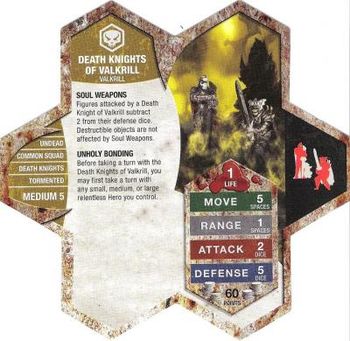 DEATH KNIGHTS
OF VALKRILL
VALKRILL
SOUL WEAPONS
Figures attacked by a Death
Knight of Valkrill subtract
2 from their defense dice.
Destructible objects are not
affected by Soul Weapons.
UNHOLY BONDING
Before taking a turn with the
Death Knights of Valkrill, you
may first take a turn with
any small, medium, or large
relentless Hero you control.
UNDEAD
COMMON SQUAD
DEATH KNIGHTS
TORMENTED
MEDIUM 5
1
LIFE
MOVE 5 SPACES
RANGE 1 SPACES
ATTACK 2 DICE
DEFENSE 5 DICE
60
POINTS